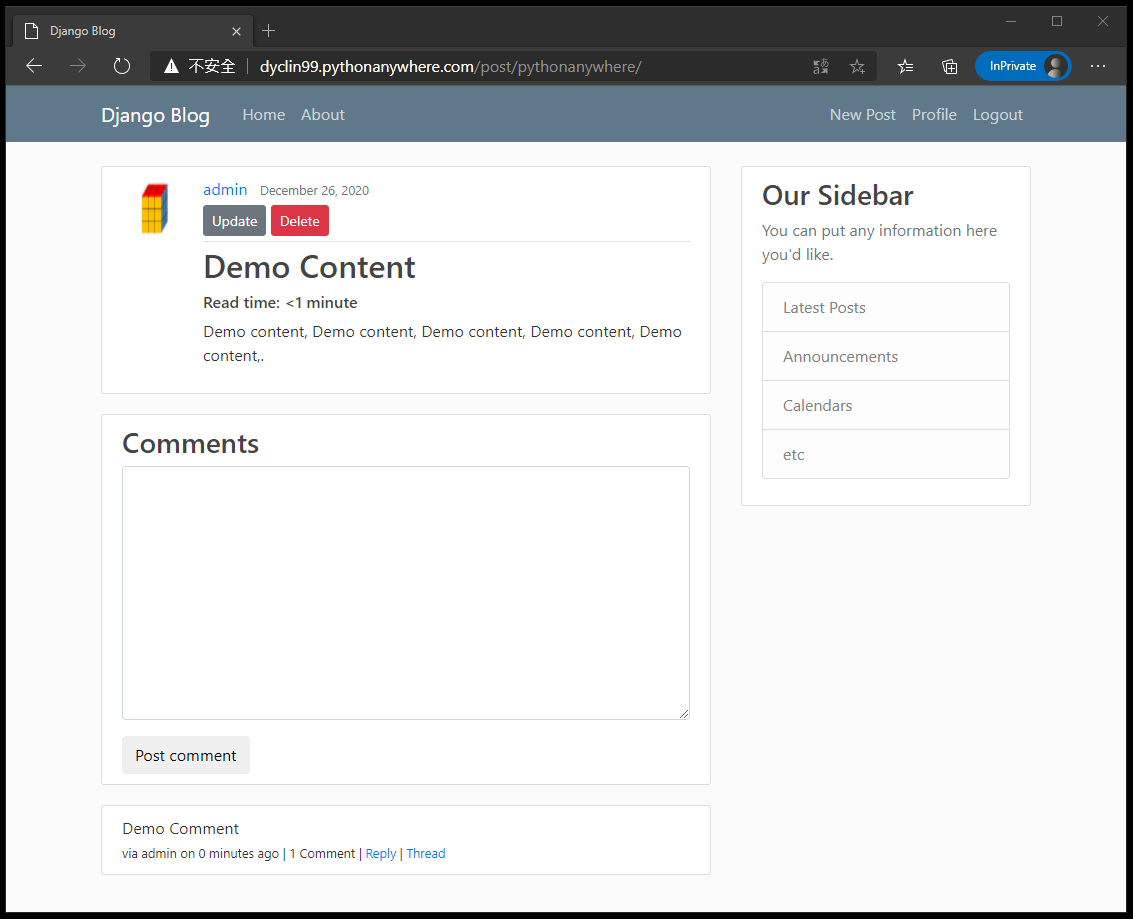 Django Blog
不安全 dyclin99.pythonanywhere.com/post/pythonanywhere/ InPrivate
Django Blog Home About New Post Profile Logout
admin December 26, 2020
Update Delete
Demo Content
Read time: <1 minute
Demo content, Demo content, Demo content, Demo content, Demo
content,.
Comments
Post comment
Demo Comment
via admin on 0 minutes ago | 1 Comment | Reply | Thread
Our Sidebar
You can put any information here
you'd like.
Latest Posts
Announcements
Calendars
etc